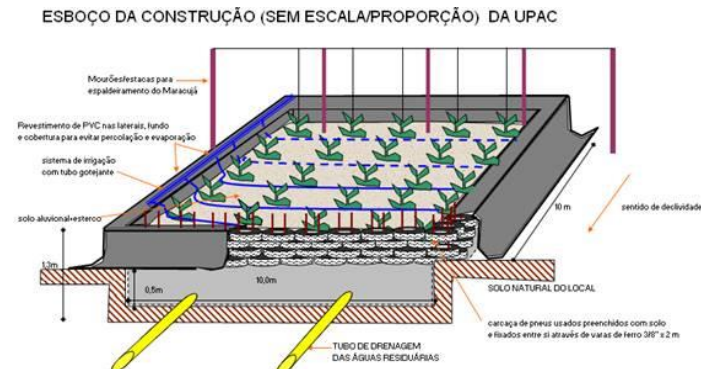 ESBOÇO DA CONSTRUÇÃO (SEM ESCALA/PROPORÇÃO) DA UPAC
Mourões/estacas para
espaldeiramento do Maracujá
Revestimento de PVC nas laterais, fundo
e cobertura para evitar percolação e evaporação
sistema de irrigação
com tubo gotejante
solo aluvional+esterco
10 m
sentido de declividade
1,3m
0,5m
10,0m
SOLO NATURAL DO LOCAL
carcaça de pneus usados preenchidos com solo
e fixados entre si através de varas de ferro 3/8" x 2 m
TUBO DE DRENAGEM
DAS ÁGUAS RESIDUÁRIAS